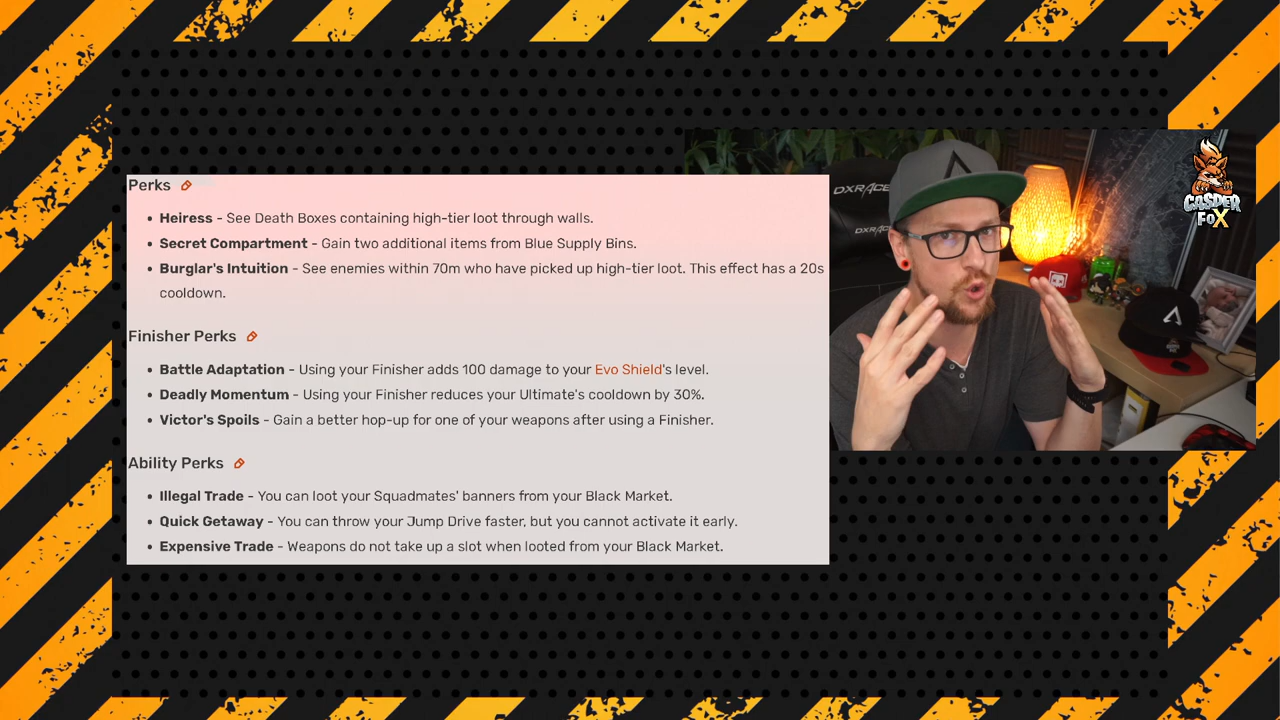 Perks
Heiress - See Death Boxes containing high-tier loot through walls.
Secret Compartment - Gain two additional items from Blue Supply Bins.
Burglar's Intuition - See enemies within 70m who have picked up high-tier loot. This effect has a 20s
cooldown.
Finisher Perks
Battle Adaptation - Using your Finisher adds 100 damage to your Evo Shield's level.
Deadly Momentum - Using your Finisher reduces your Ultimate's cooldown by 30%.
Victor's Spoils - Gain a better hop-up for one of your weapons after using a Finisher.
Ability Perks
Illegal Trade - You can loot your Squadmates' banners from your Black Market.
Quick Getaway - You can throw your Jump Drive faster, but you cannot activate it early.
Expensive Trade - Weapons do not take up a slot when looted from your Black Market.
DXRACE
DXRA
CASPER
FOX